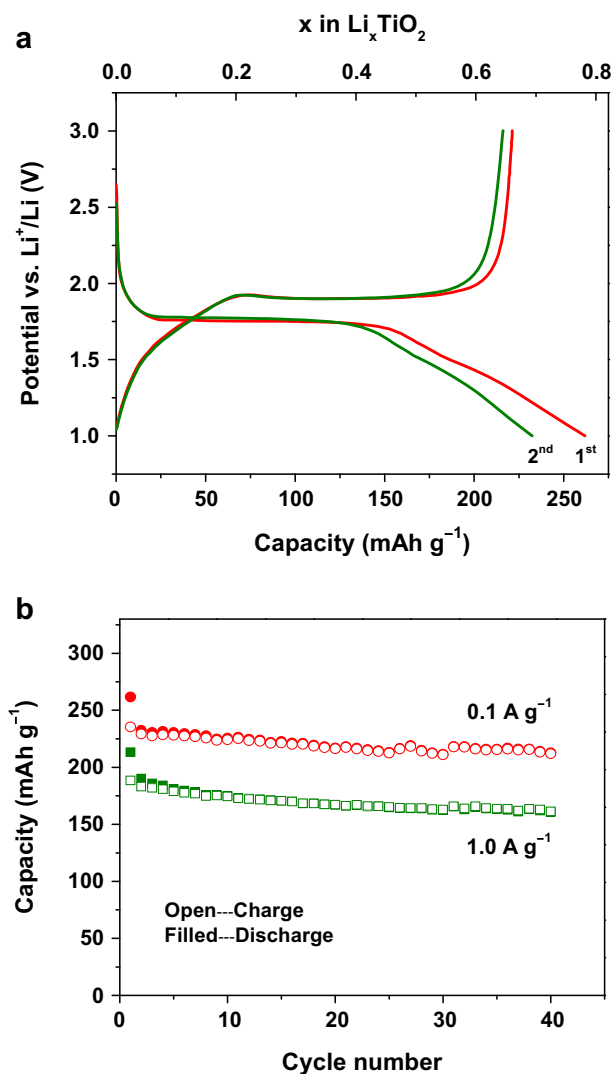 a
x in LiₓTiO₂
0.0 0.2 0.4 0.6 0.8
Potential vs. Li⁺/Li (V)
3.0
2.5
2.0
1.5
1.0
2ⁿᵈ 1ˢᵗ
0 50 100 150 200 250
Capacity (mAh g⁻¹)
b
Capacity (mAh g⁻¹)
300
250
200
150
100
50
0
0.1 A g⁻¹
1.0 A g⁻¹
Open---Charge
Filled---Discharge
0 10 20 30 40
Cycle number